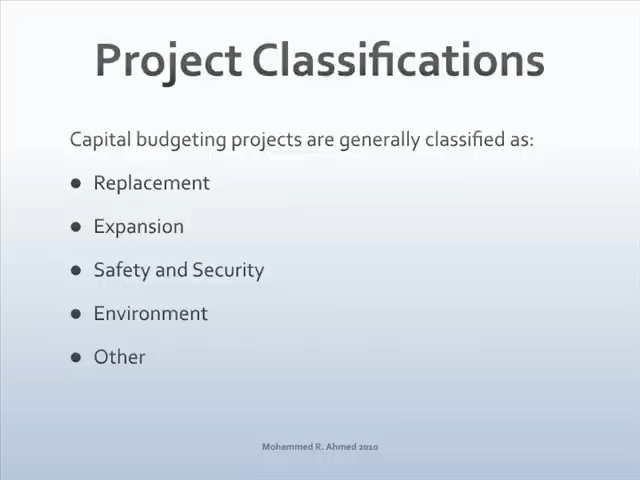 Project Classifications
Capital budgeting projects are generally classified as:
● Replacement
● Expansion
● Safety and Security
● Environment
● Other
Mohammed R. Ahmed 2010